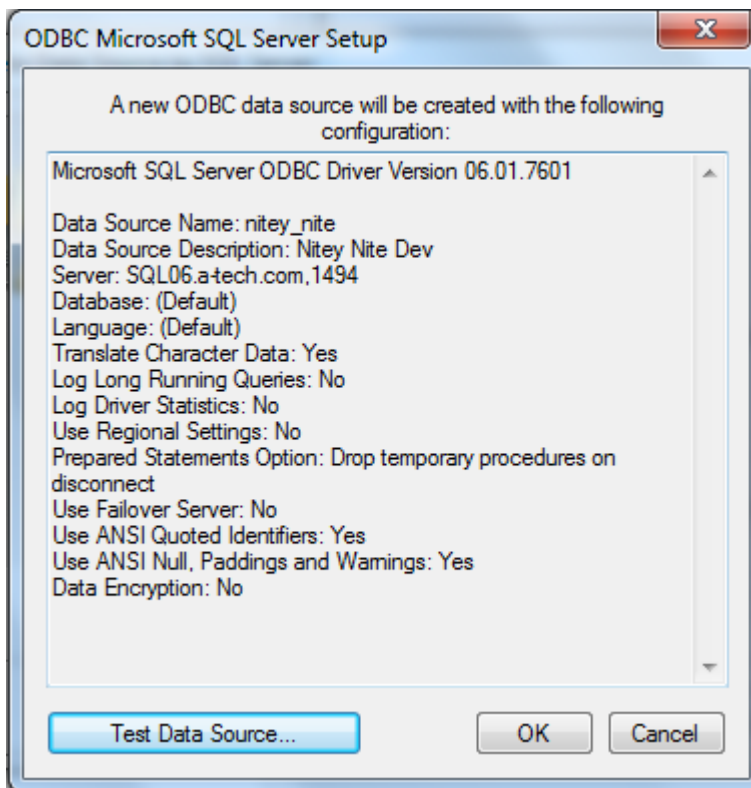 ODBC Microsoft SQL Server Setup
A new ODBC data source will be created with the following
configuration:
Microsoft SQL Server ODBC Driver Version 06.01.7601
Data Source Name: nitey_nite
Data Source Description: Nitey Nite Dev
Server: SQL06.a-tech.com,1494
Database: (Default)
Language: (Default)
Translate Character Data: Yes
Log Long Running Queries: No
Log Driver Statistics: No
Use Regional Settings: No
Prepared Statements Option: Drop temporary procedures on
disconnect
Use Failover Server: No
Use ANSI Quoted Identifiers: Yes
Use ANSI Null, Paddings and Warnings: Yes
Data Encryption: No
Test Data Source...
OK
Cancel